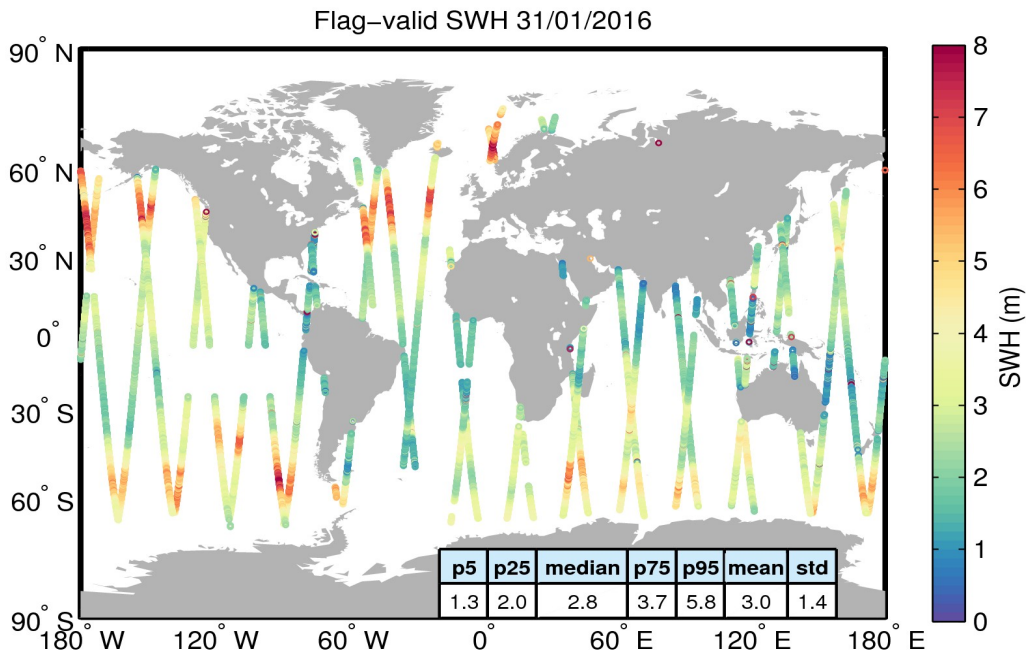 Flag−valid SWH 31/01/2016
90° N
60° N
30° N
0°
30° S
60° S
90° S
180° W
120° W
60° W
0°
60° E
120° E
180° E
p5 p25 median p75 p95 mean std
1.3 2.0 2.8 3.7 5.8 3.0 1.4
8
7
6
5
4
3
2
1
0
SWH (m)